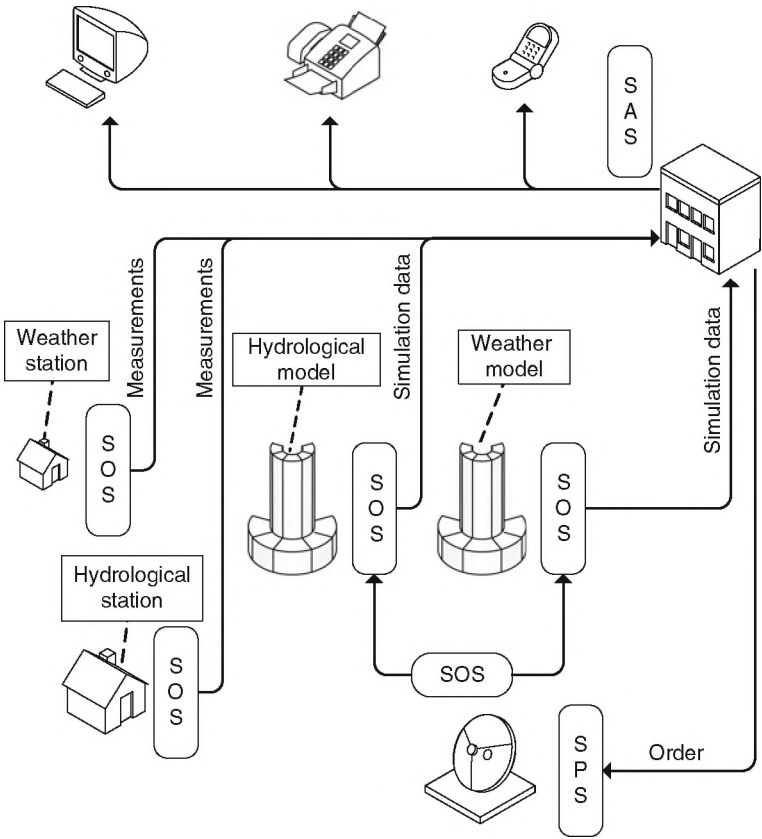 S
A
S
Measurements
Measurements
Simulation data
Simulation data
Weather
station
Hydrological
model
Weather
model
S
O
S
S
O
S
S
O
S
Hydrological
station
S
O
S
SOS
S
P
S
Order